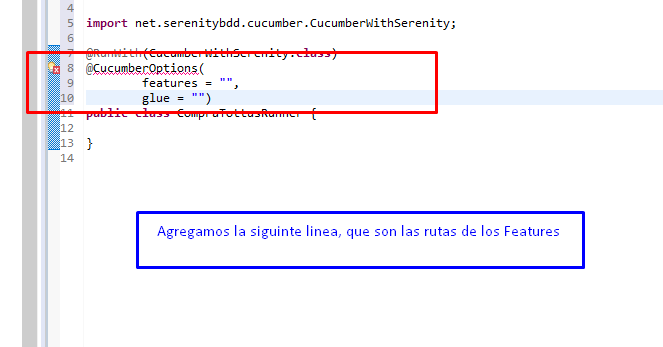 4
5 import net.serenitybdd.cucumber.CucumberWithSerenity;
6
7 @RunWith(CucumberWithSerenity.class)
8 @CucumberOptions(
9 features = "",
10 glue = "")
11 public class CompraTottusRunner {
12
13 }
14
Agregamos la siguinte linea, que son las rutas de los Features